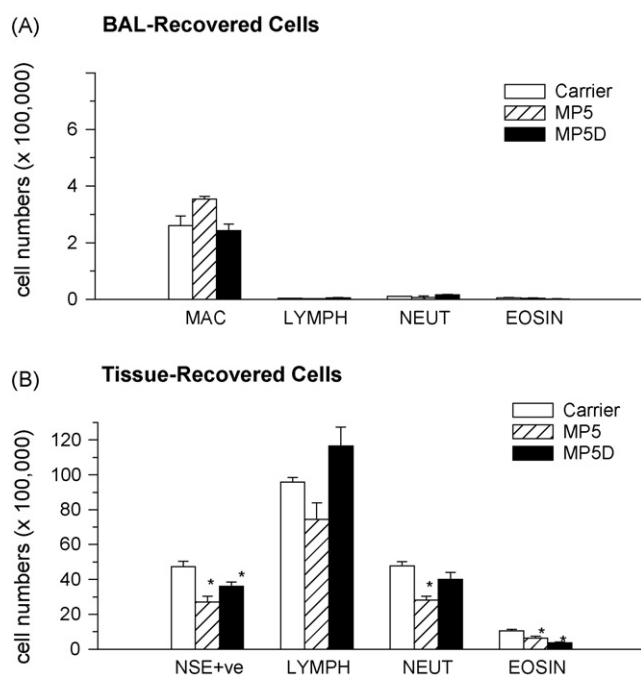 (A) BAL-Recovered Cells
Carrier
MP5
MP5D
cell numbers (x 100,000)
6
4
2
0
MAC LYMPH NEUT EOSIN
(B) Tissue-Recovered Cells
Carrier
MP5
MP5D
cell numbers (x 100,000)
120
100
80
60
40
20
0
* * * * *
NSE+ve LYMPH NEUT EOSIN